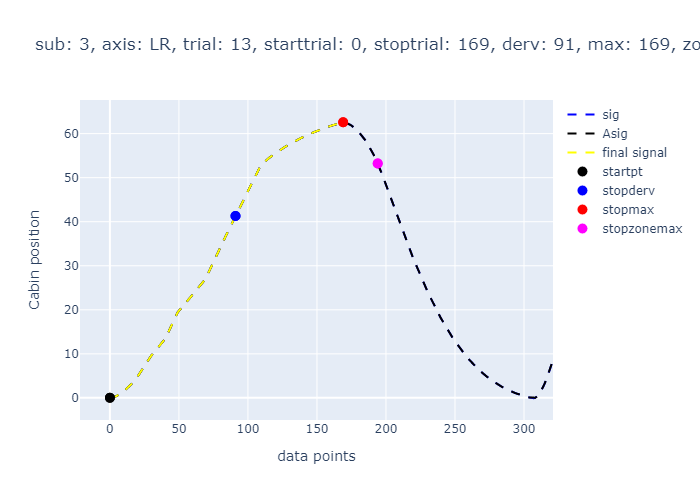 sub: 3, axis: LR, trial: 13, starttrial: 0, stoptrial: 169, derv: 91, max: 169, zo
sig
Asig
final signal
startpt
stopderv
stopmax
stopzonemax
Cabin position
60
50
40
30
20
10
0
0 50 100 150 200 250 300
data points